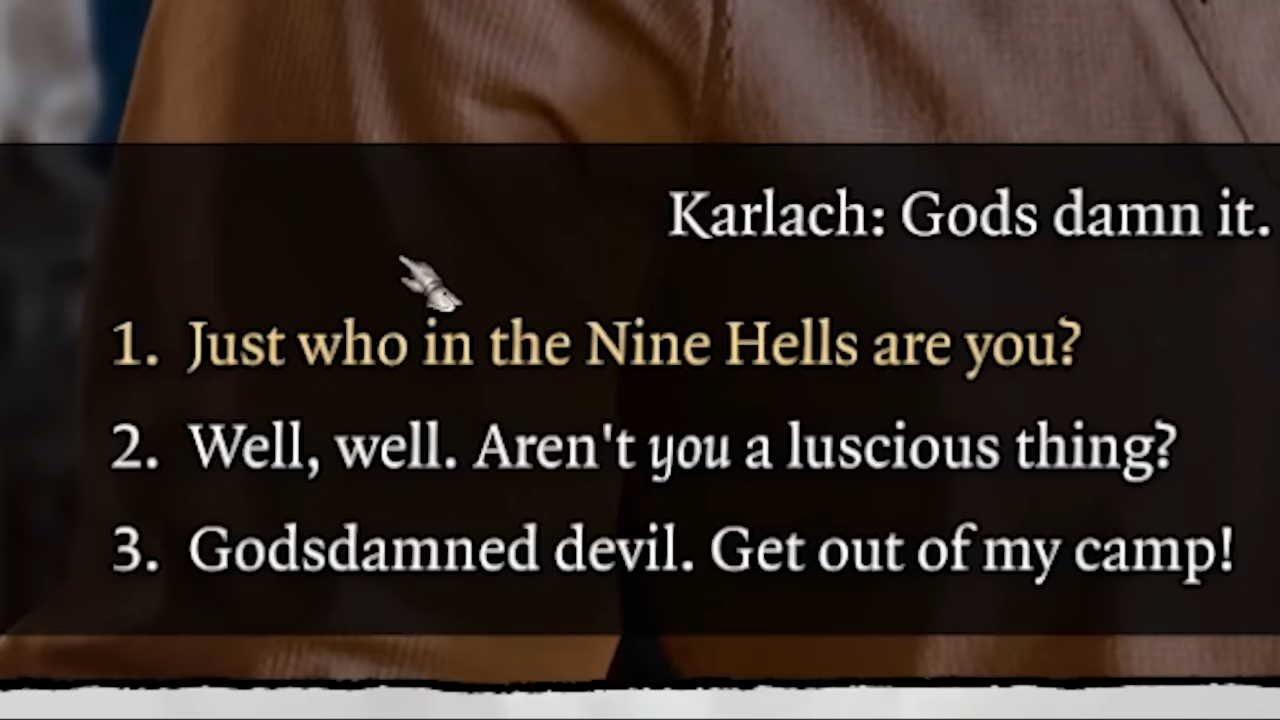 Karlach: Gods damn it.
1. Just who in the Nine Hells are you?
2. Well, well. Aren't you a luscious thing?
3. Godsdamned devil. Get out of my camp!